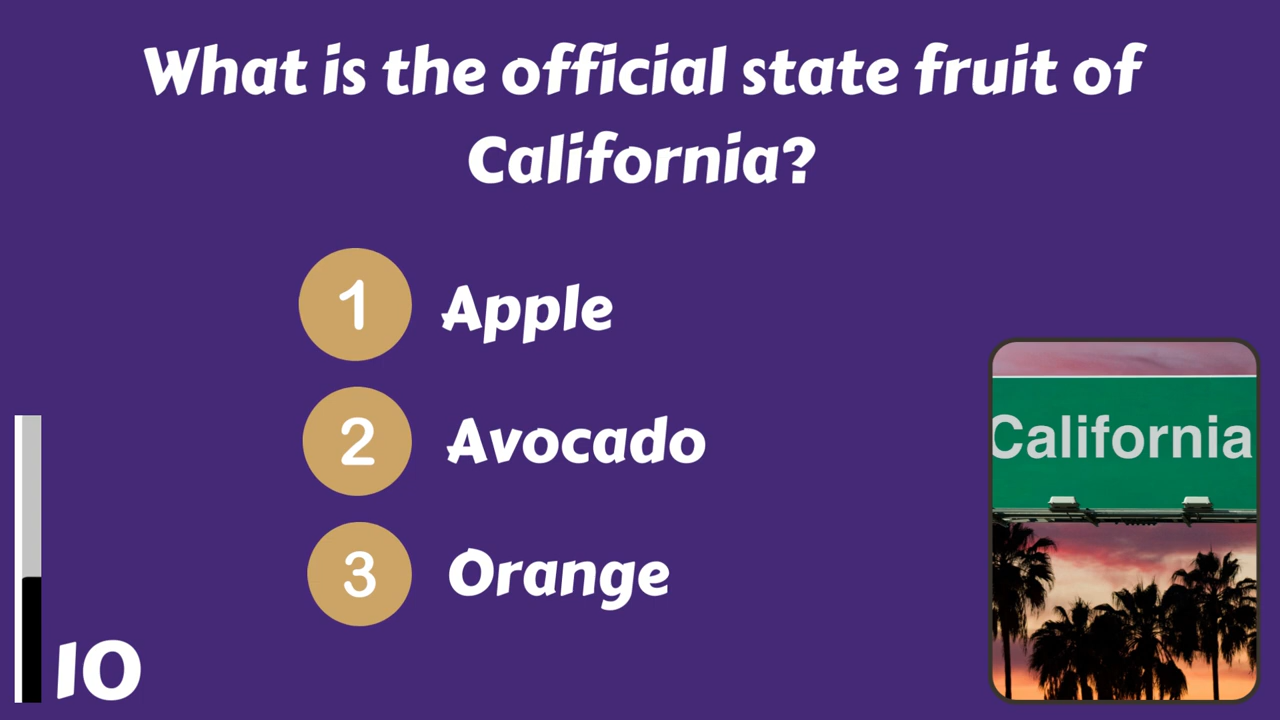 What is the official state fruit of
California?
1 Apple
2 Avocado
3 Orange
California
10